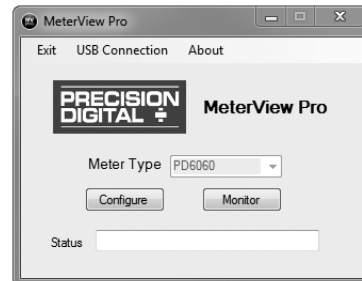 MeterView Pro
Exit USB Connection About
PRECISION
DIGITAL
MeterView Pro
Meter Type PD6060
Configure Monitor
Status